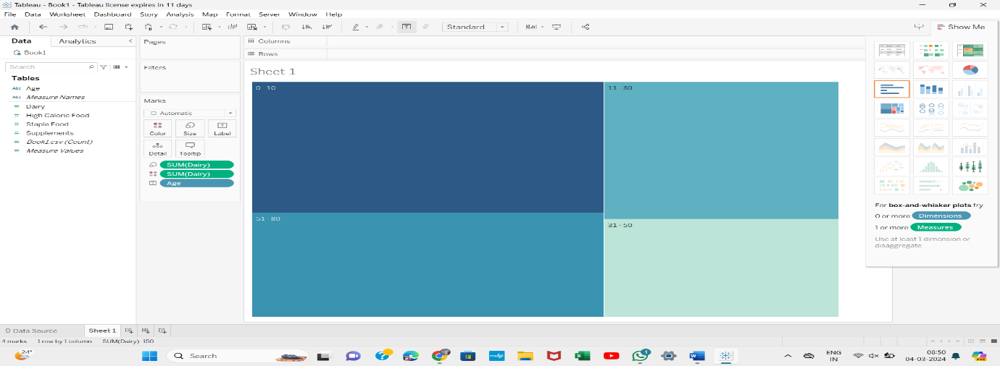 Tableau - Book1 - Tableau license expires in 11 days
File Data Worksheet Dashboard Story Analysis Map Format Server Window Help
Standard
Show Me
Data Analytics
Pages
Columns
Book1
Rows
Search
Filters
Sheet 1
Tables
Abc Age
Abc Measure Names
Dairy
High Calorie Food
Staple Food
Supplements
Book1.csv (Count)
Measure Values
Marks
Automatic
Color Size Label
Detail Tooltip
SUM(Dairy)
SUM(Dairy)
Age
0 - 10
11 - 30
51 - 80
31 - 50
For box-and-whisker plots try
0 or more Dimensions
1 or more Measures
Use at least 1 dimension or
disaggregate
Data Source Sheet 1
4 marks 1 row by 1 column SUM(Dairy): 150
24°
Search
1
ENG
IN
08:50
04-03-2024